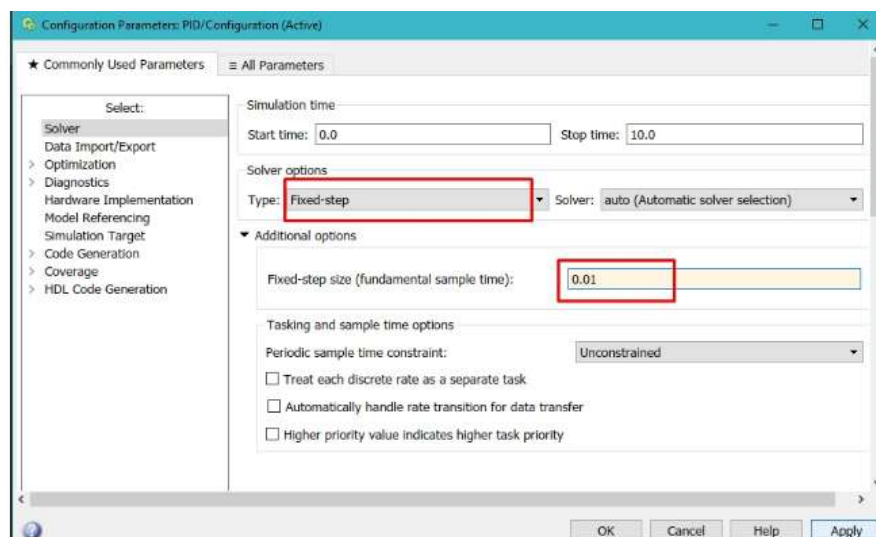 Configuration Parameters: PID/Configuration (Active)
★ Commonly Used Parameters
≡ All Parameters
Select:
Solver
Data Import/Export
Optimization
Diagnostics
Hardware Implementation
Model Referencing
Simulation Target
Code Generation
Coverage
HDL Code Generation
Simulation time
Start time: 0.0 Stop time: 10.0
Solver options
Type: Fixed-step Solver: auto (Automatic solver selection)
Additional options
Fixed-step size (fundamental sample time): 0.01
Tasking and sample time options
Periodic sample time constraint: Unconstrained
Treat each discrete rate as a separate task
Automatically handle rate transition for data transfer
Higher priority value indicates higher task priority
OK Cancel Help Apply